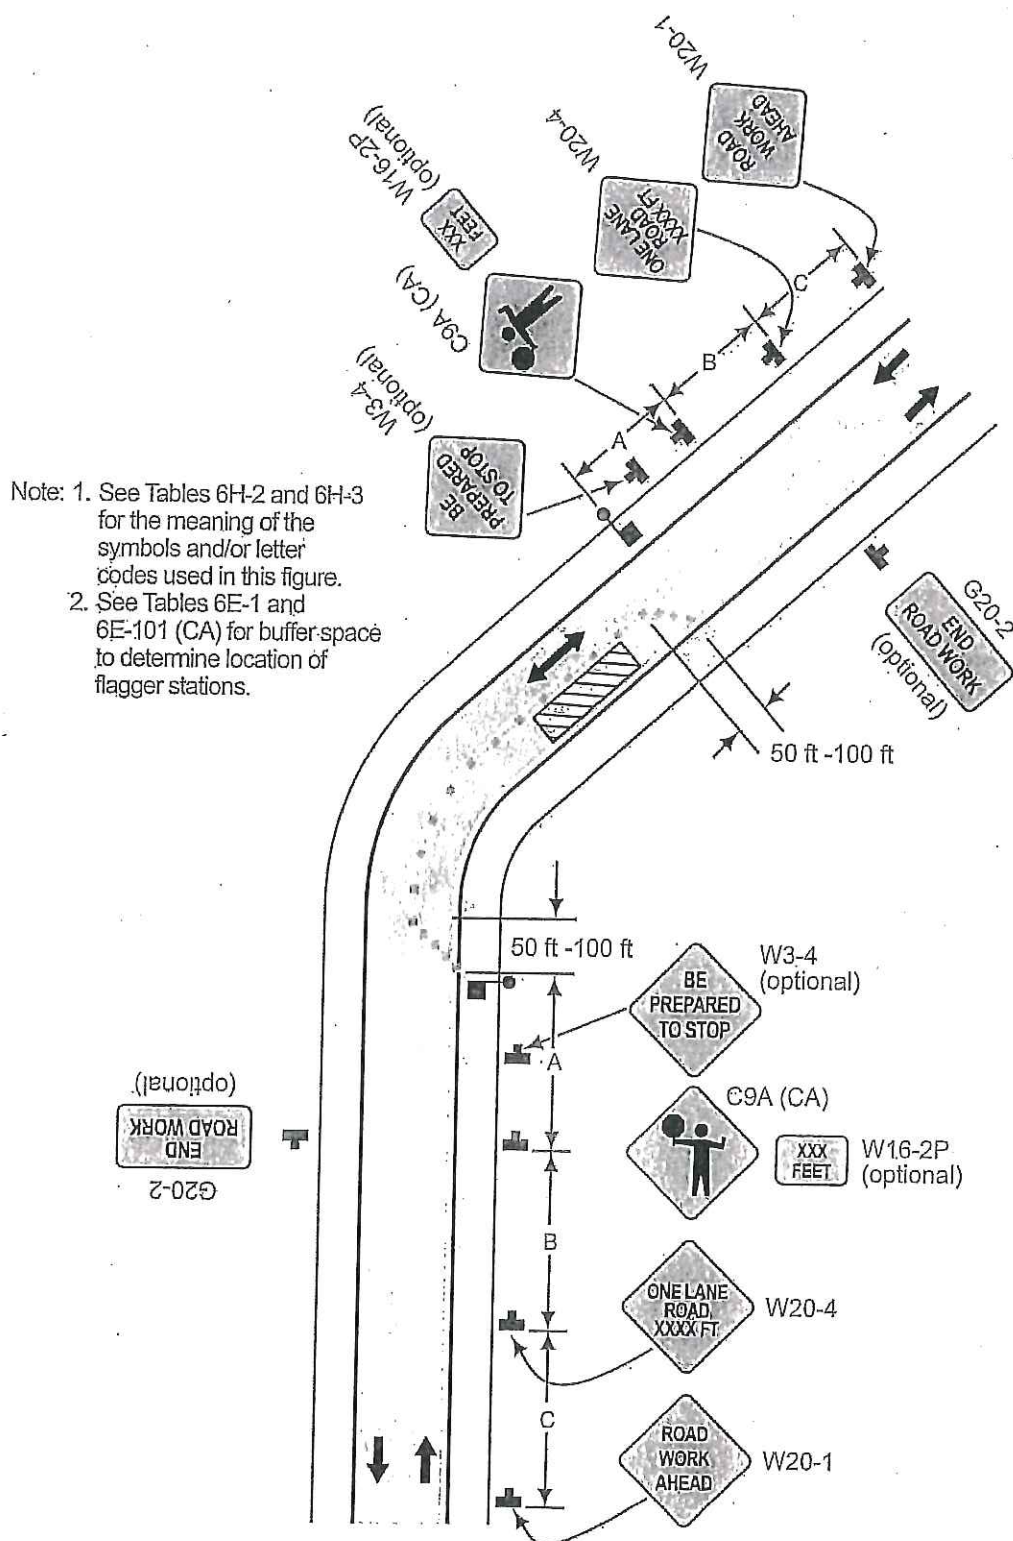 W20-1
ROAD
WORK
AHEAD
W20-4
ONE LANE
ROAD
XXXX FT
W16-2P
(optional)
XXX
FEET
C9A (CA)
W3-4
(optional)
BE
PREPARED
TO STOP
A
B
C
Note: 1. See Tables 6H-2 and 6H-3
for the meaning of the
symbols and/or letter
codes used in this figure.
2. See Tables 6E-1 and
6E-101 (CA) for buffer space
to determine location of
flagger stations.
G20-2
END
ROAD WORK
(optional)
50 ft -100 ft
50 ft -100 ft
W3-4
(optional)
BE
PREPARED
TO STOP
A
C9A (CA)
XXX
FEET
W16-2P
(optional)
G20-2
END
ROAD WORK
(optional)
B
ONE LANE
ROAD
XXXX FT
W20-4
C
ROAD
WORK
AHEAD
W20-1